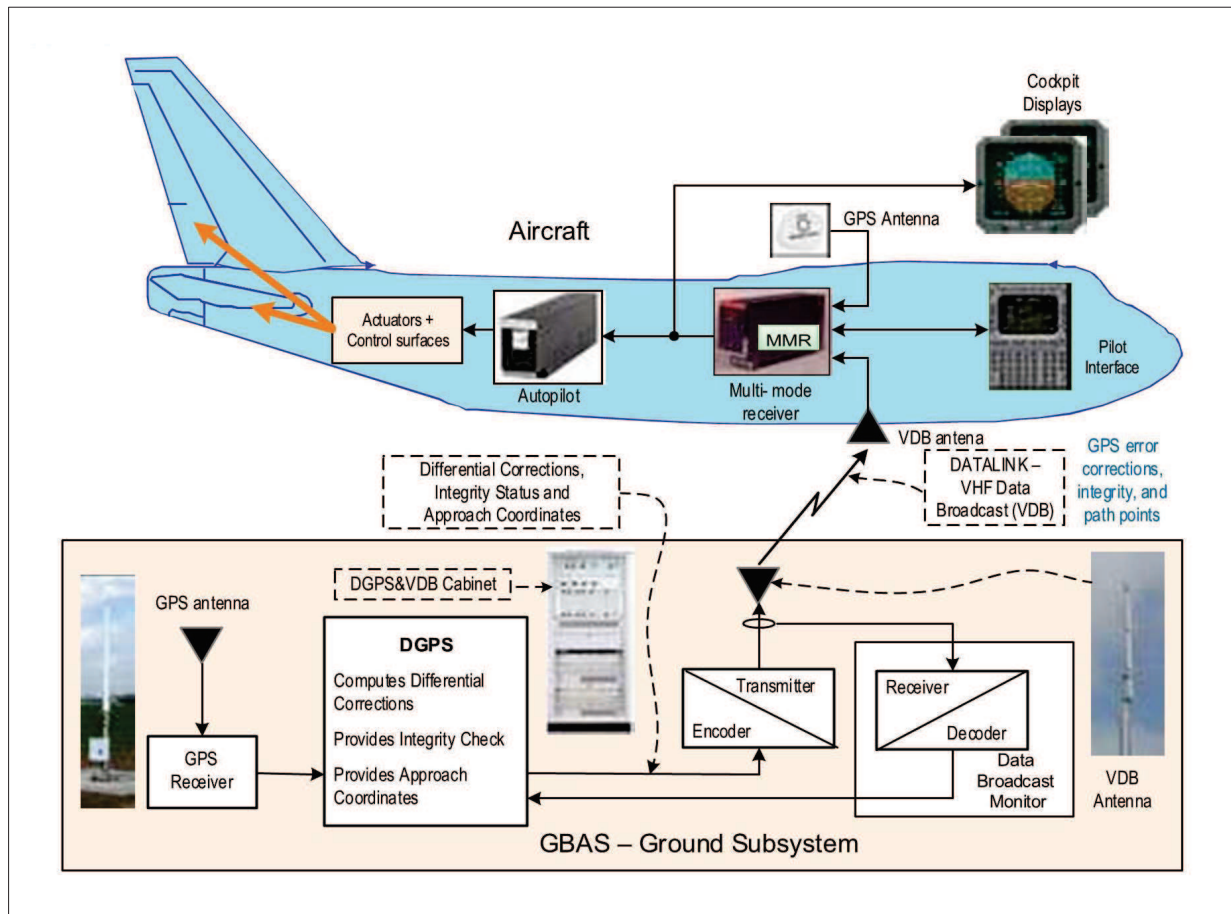 Cockpit
Displays
GPS Antenna
Aircraft
Actuators +
Control surfaces
Autopilot
MMR
Multi- mode
receiver
Pilot
Interface
VDB antena
Differential Corrections,
Integrity Status and
Approach Coordinates
DATALINK –
VHF Data
Broadcast (VDB)
GPS error
corrections,
integrity, and
path points
GPS antenna
DGPS&VDB Cabinet
DGPS
Computes Differential
Corrections
Provides Integrity Check
Provides Approach
Coordinates
GPS
Receiver
Transmitter
Encoder
Receiver
Decoder
Data
Broadcast
Monitor
VDB
Antenna
GBAS – Ground Subsystem